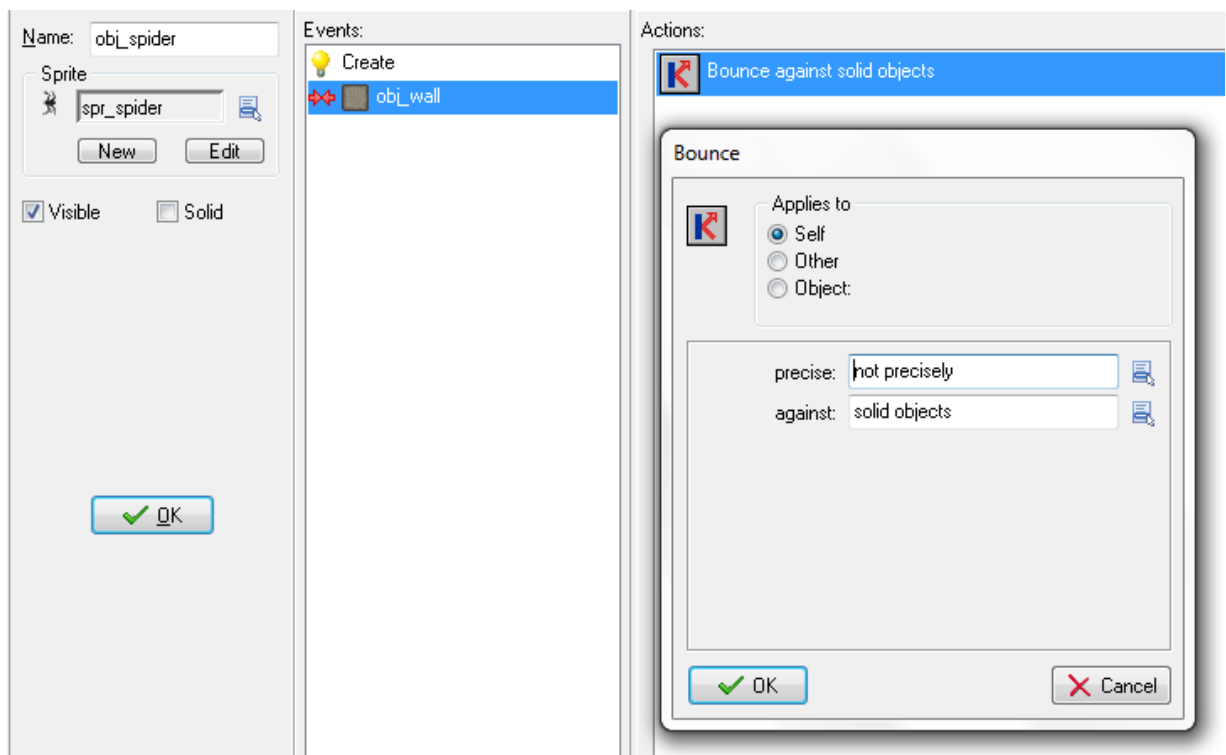 Name: obj_spider
Sprite
spr_spider
New Edit
Visible Solid
OK
Events:
Create
obj_wall
Actions:
Bounce against solid objects
Bounce
Applies to
Self
Other
Object:
precise: not precisely
against: solid objects
OK Cancel